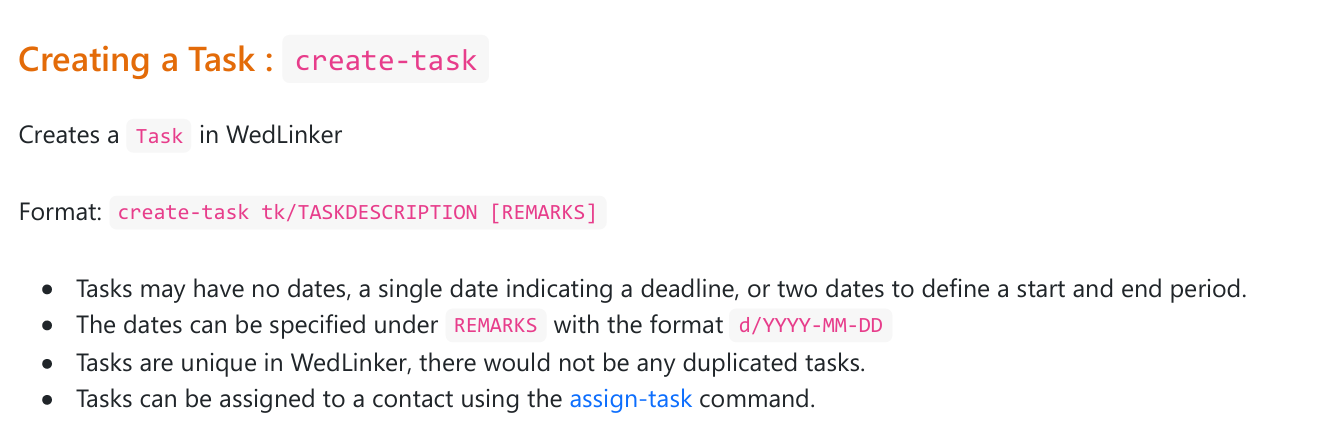 Creating a Task : create-task
Creates a Task in WedLinker
Format: create-task tk/TASKDESCRIPTION [REMARKS]
• Tasks may have no dates, a single date indicating a deadline, or two dates to define a start and end period.
• The dates can be specified under REMARKS with the format d/YYYY-MM-DD
• Tasks are unique in WedLinker, there would not be any duplicated tasks.
• Tasks can be assigned to a contact using the assign-task command.